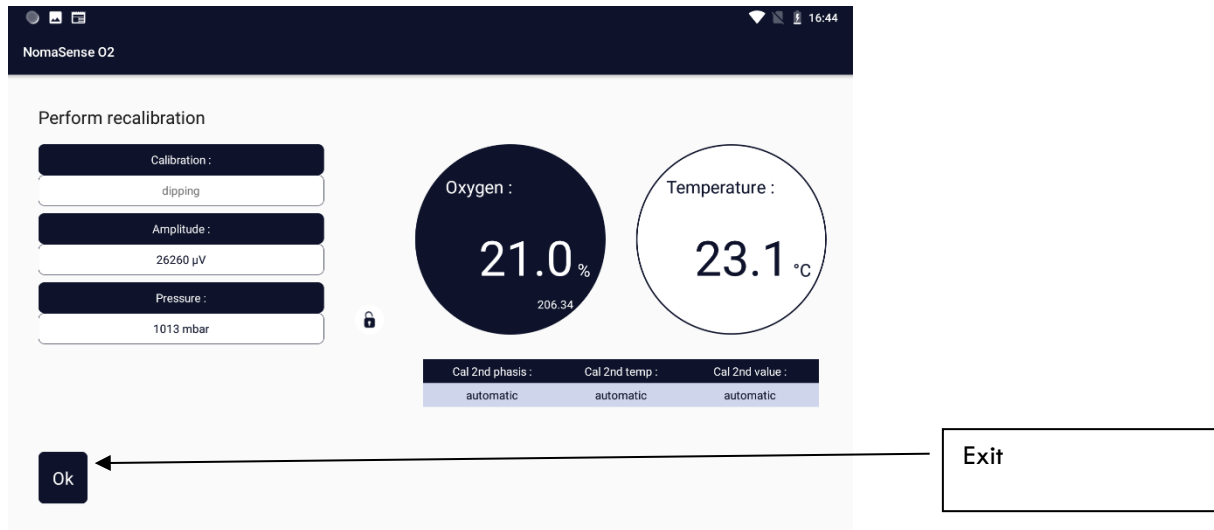 16:44
NomaSense O2
Perform recalibration
Calibration :
dipping
Amplitude :
26260 µV
Pressure :
1013 mbar
Oxygen :
21.0 %
206.34
Temperature :
23.1 °C
Cal 2nd phasis :
Cal 2nd temp :
Cal 2nd value :
automatic
automatic
automatic
Ok
Exit